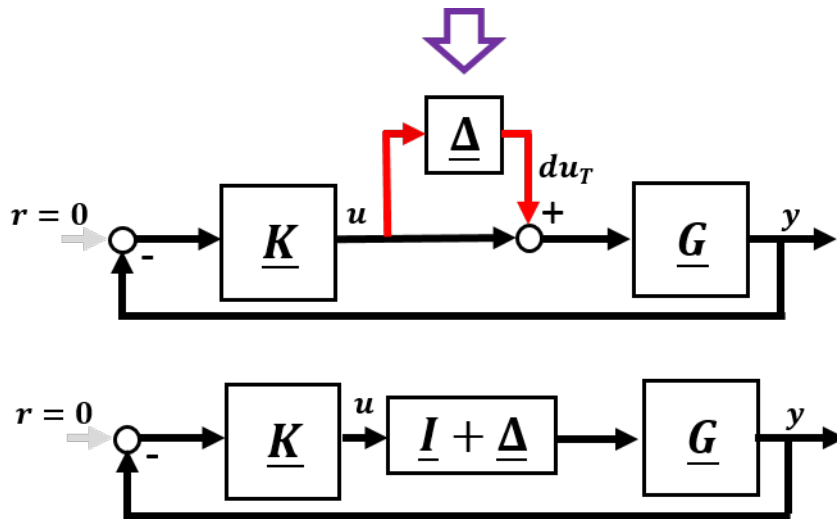 Δ
du_T
r = 0
u
+
y
-
K
G
r = 0
u
y
-
K
I + Δ
G